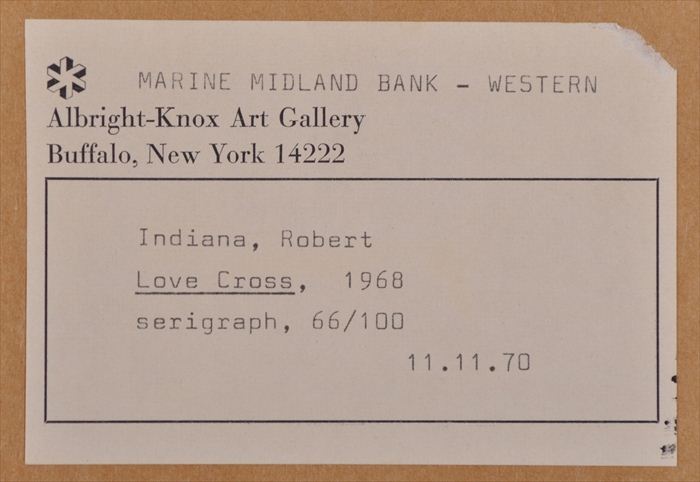 MARINE MIDLAND BANK - WESTERN
Albright-Knox Art Gallery
Buffalo, New York 14222
Indiana, Robert
Love Cross, 1968
serigraph, 66/100
11.11.70